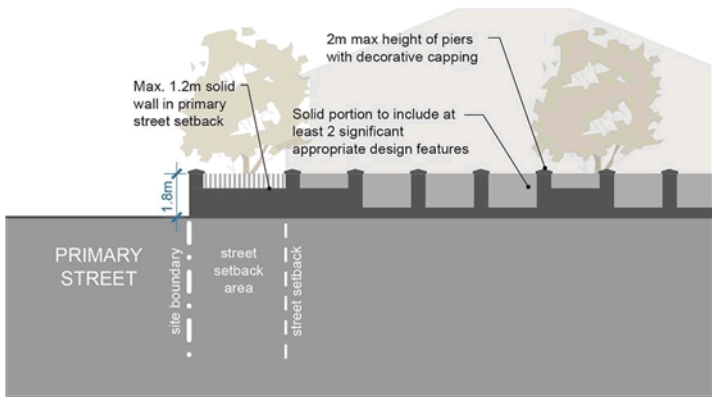 2m max height of piers
with decorative capping
Max. 1.2m solid
wall in primary
street setback
Solid portion to include at
least 2 significant
appropriate design features
1.8m
PRIMARY
STREET
site boundary
street
setback
area
street setback